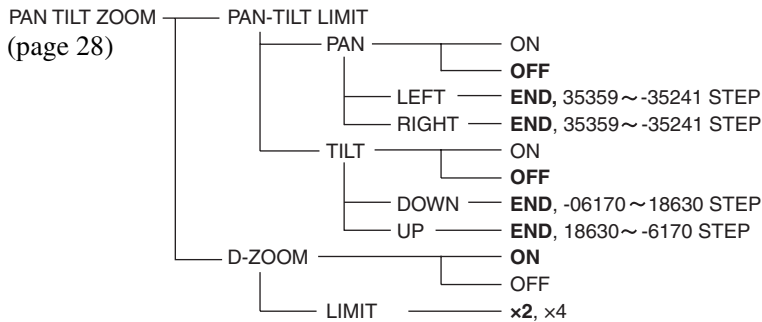 PAN TILT ZOOM PAN-TILT LIMIT
(page 28) PAN ON
OFF
LEFT END, 35359～-35241 STEP
RIGHT END, 35359～-35241 STEP
TILT ON
OFF
DOWN END, -06170～18630 STEP
UP END, 18630～-6170 STEP
D-ZOOM ON
OFF
LIMIT ×2, ×4